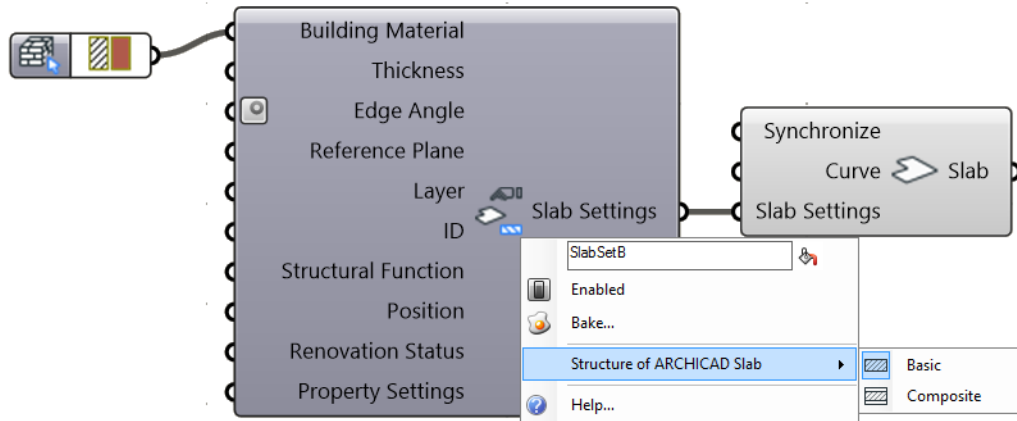 Building Material
Thickness
Edge Angle
Reference Plane
Layer
ID
Structural Function
Position
Renovation Status
Property Settings
Slab Settings
Synchronize
Curve
Slab Settings
Slab
SlabSetB
Enabled
Bake...
Structure of ARCHICAD Slab
Help...
Basic
Composite